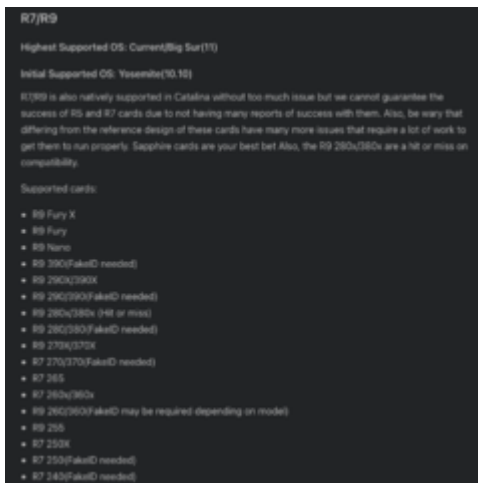 R7/R9
Highest Supported OS: Current/Big Sur(11)
Initial Supported OS: Yosemite(10.10)
R7/R9 is also natively supported in Catalina without too much issue but we cannot guarantee the
success of R5 and R7 cards due to not having many reports of success with them. Also, be wary that
differing from the reference design of these cards have many more issues that require a lot of work to
get them to run properly. Sapphire cards are your best bet Also, the R9 280x/380x are a hit or miss on
compatibility.
Supported cards:
• R9 Fury X
• R9 Fury
• R9 Nano
• R9 390(FakeID needed)
• R9 290X/390X
• R9 290/390(FakeID needed)
• R9 280x/380x (Hit or miss)
• R9 280/380(FakeID needed)
• R9 270X/370X
• R7 270/370(FakeID needed)
• R7 265
• R7 260x/360x
• R9 260/360(FakeID may be required depending on model)
• R9 255
• R7 250X
• R7 250(FakeID needed)
• R7 240(FakeID needed)